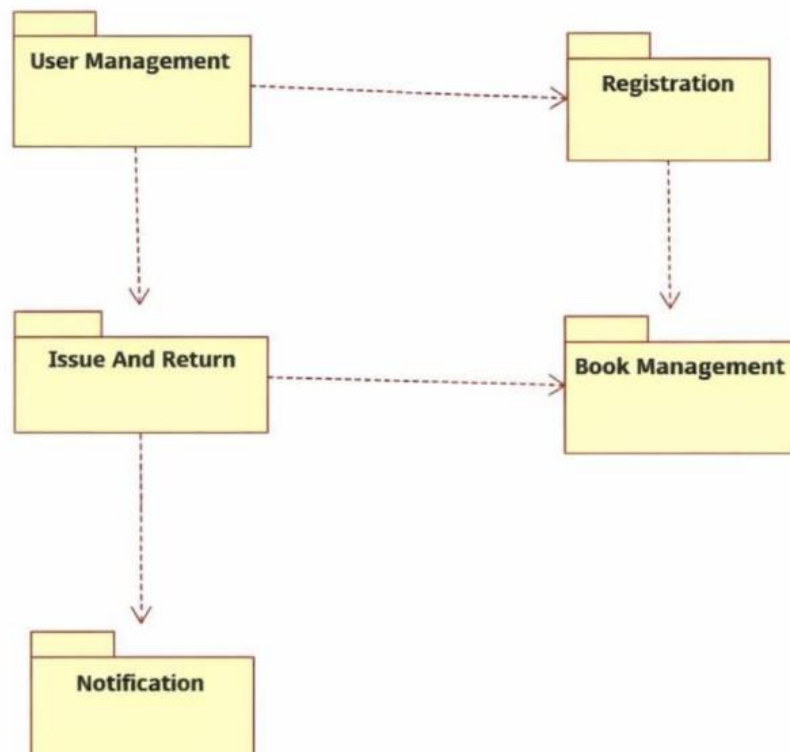 User Management
Registration
Issue And Return
Book Management
Notification